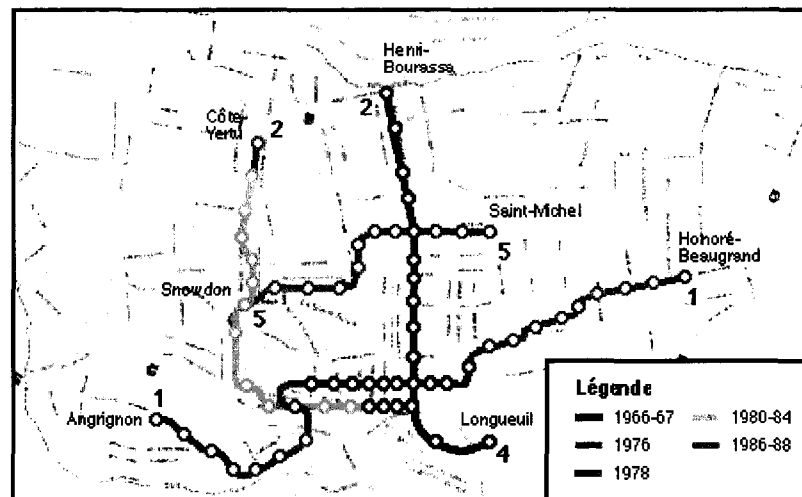 Henri-
Bourassa
2
Côte-
Vertu
2
Saint-Michel
5
Honoré-
Beaugrand
1
Snowdon
5
1
Angrignon
Longueuil
4
Légende
1966-67
1980-84
1976
1986-88
1978